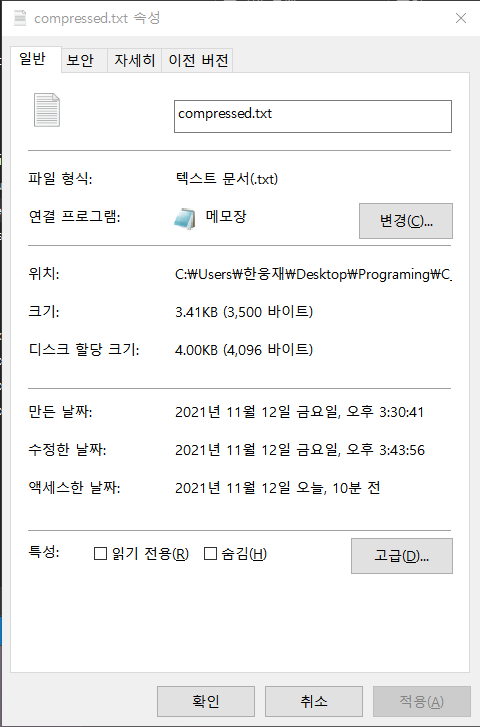 compressed.txt 속성
일반 보안 자세히 이전 버전
compressed.txt
파일 형식: 텍스트 문서(.txt)
연결 프로그램: 메모장 변경(C)...
위치: C:₩Users₩한웅재₩Desktop₩Programing₩C_
크기: 3.41KB (3,500 바이트)
디스크 할당 크기: 4.00KB (4,096 바이트)
만든 날짜: 2021년 11월 12일 금요일, 오후 3:30:41
수정한 날짜: 2021년 11월 12일 금요일, 오후 3:43:56
액세스한 날짜: 2021년 11월 12일 오늘, 10분 전
특성: 읽기 전용(R) 숨김(H) 고급(D)...
확인 취소 적용(A)